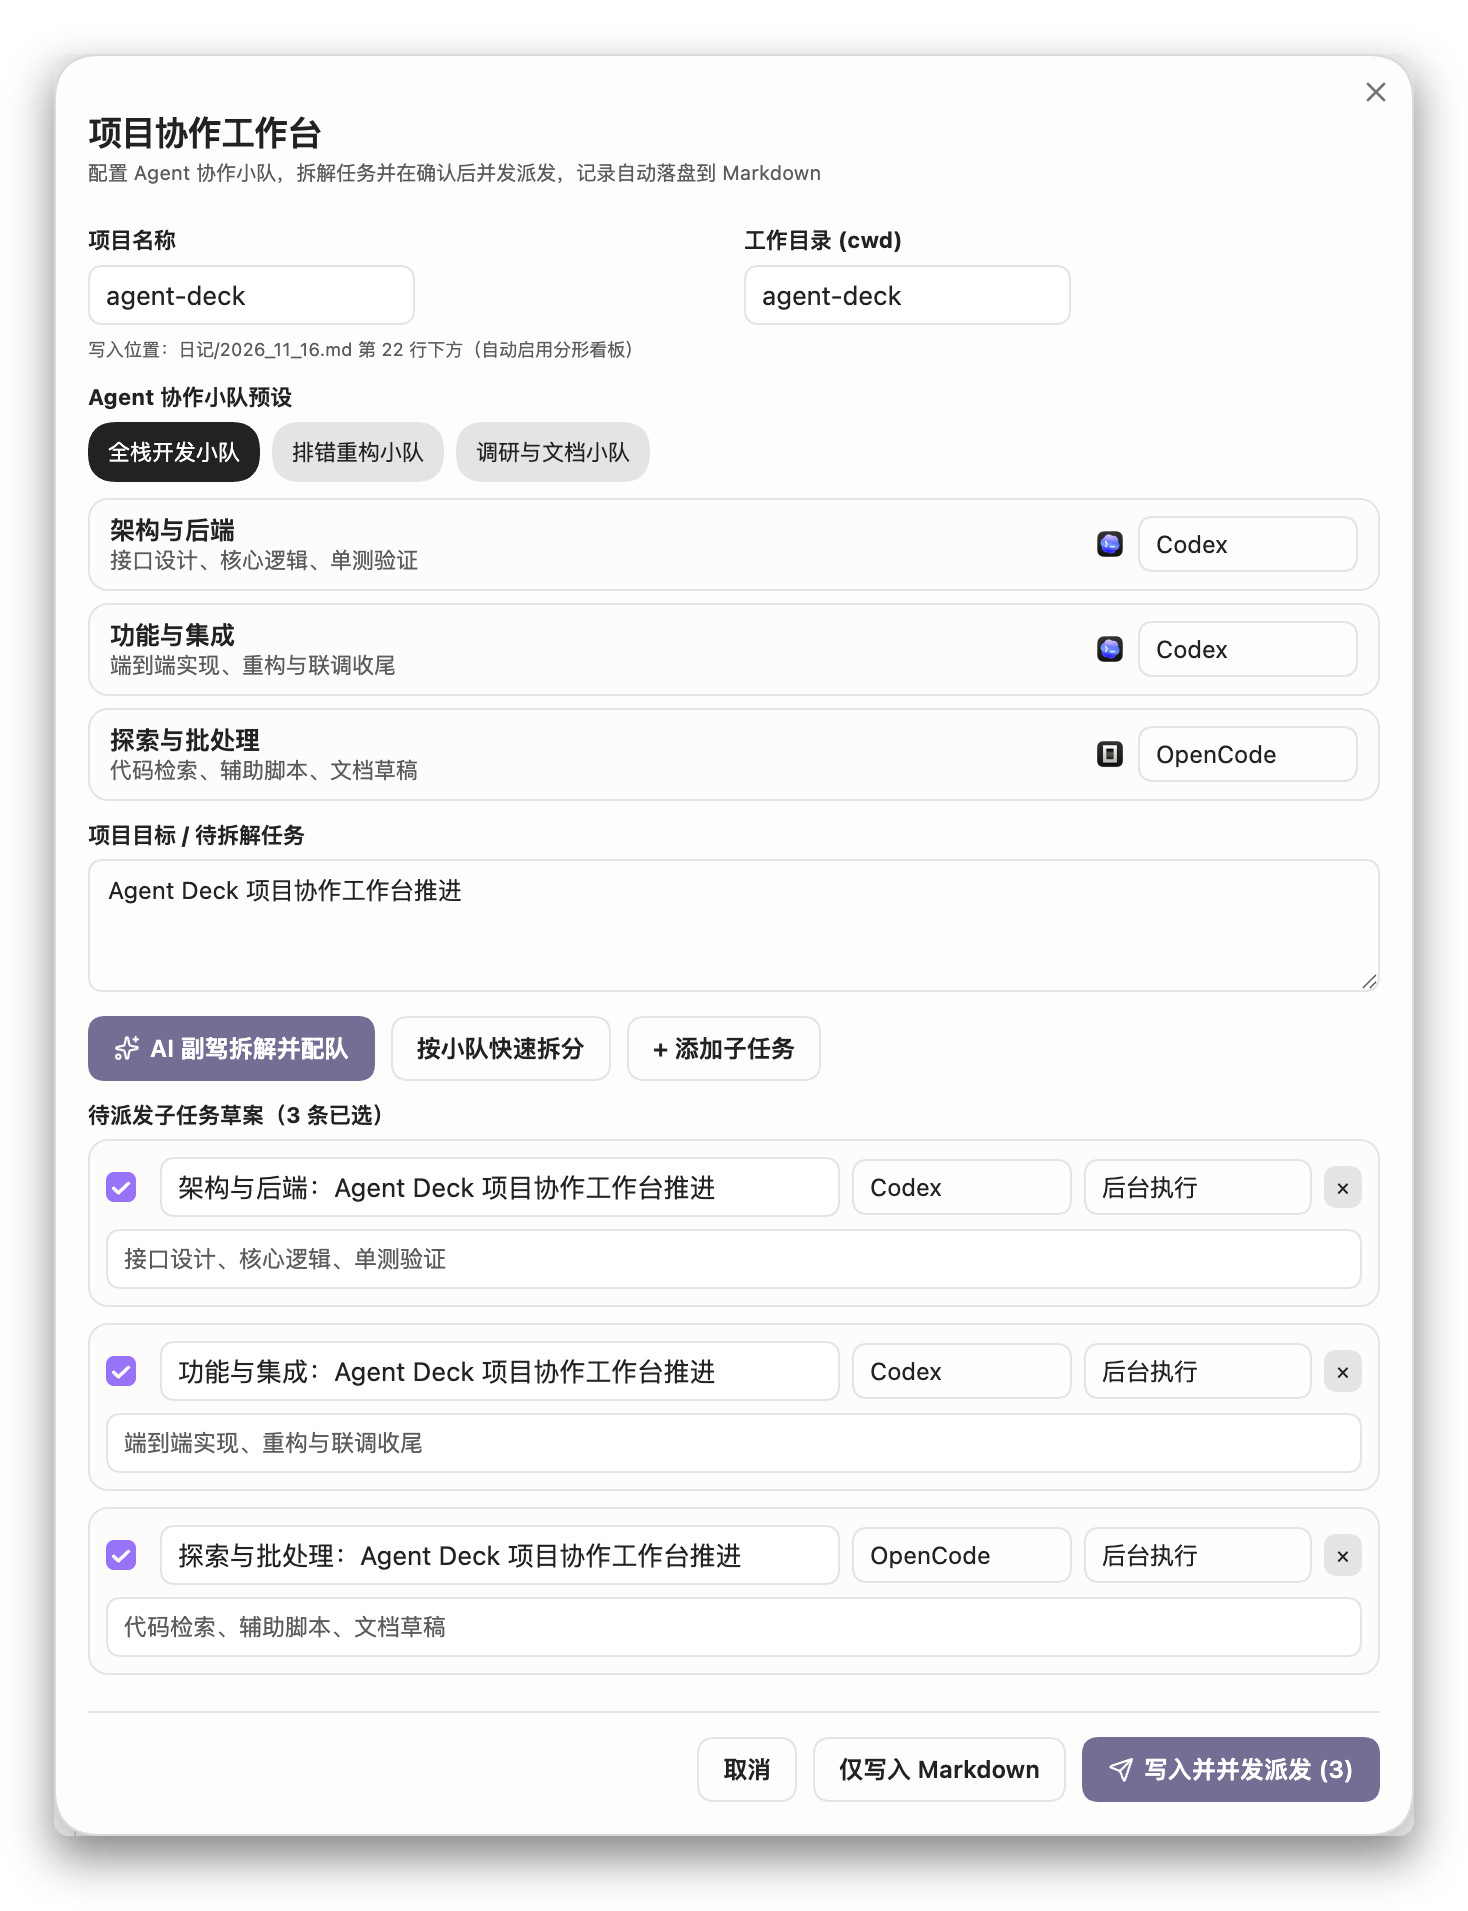 项目协作工作台
配置 Agent 协作小队，拆解任务并在确认后并发派发，记录自动落盘到 Markdown
项目名称
工作目录 (cwd)
agent-deck
agent-deck
写入位置：日记/2026_11_16.md 第 22 行下方（自动启用分形看板）
Agent 协作小队预设
全栈开发小队
排错重构小队
调研与文档小队
架构与后端
接口设计、核心逻辑、单测验证
Codex
功能与集成
端到端实现、重构与联调收尾
Codex
探索与批处理
代码检索、辅助脚本、文档草稿
OpenCode
项目目标 / 待拆解任务
Agent Deck 项目协作工作台推进
AI 副驾拆解并配队
按小队快速拆分
+ 添加子任务
待派发子任务草案（3 条已选）
架构与后端：Agent Deck 项目协作工作台推进
Codex
后台执行
×
接口设计、核心逻辑、单测验证
功能与集成：Agent Deck 项目协作工作台推进
Codex
后台执行
×
端到端实现、重构与联调收尾
探索与批处理：Agent Deck 项目协作工作台推进
OpenCode
后台执行
×
代码检索、辅助脚本、文档草稿
取消
仅写入 Markdown
写入并并发派发 (3)